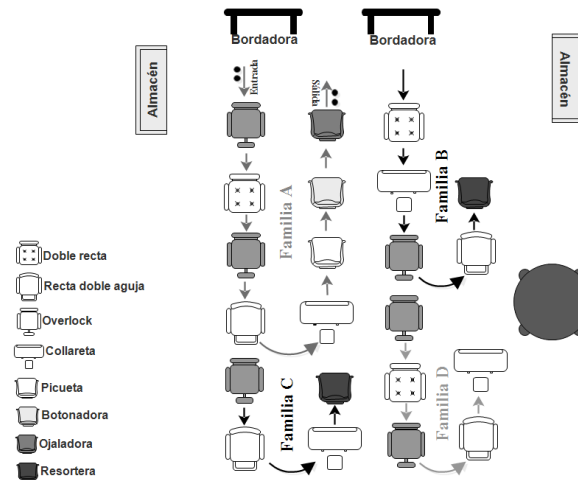 Bordadora
Bordadora
Almacén
Almacén
Entrada
Sálida
Familia A
Familia B
Familia C
Familia D
Doble recta
Recta doble aguja
Overlock
Collareta
Picueta
Botonadora
Ojaladora
Resortera